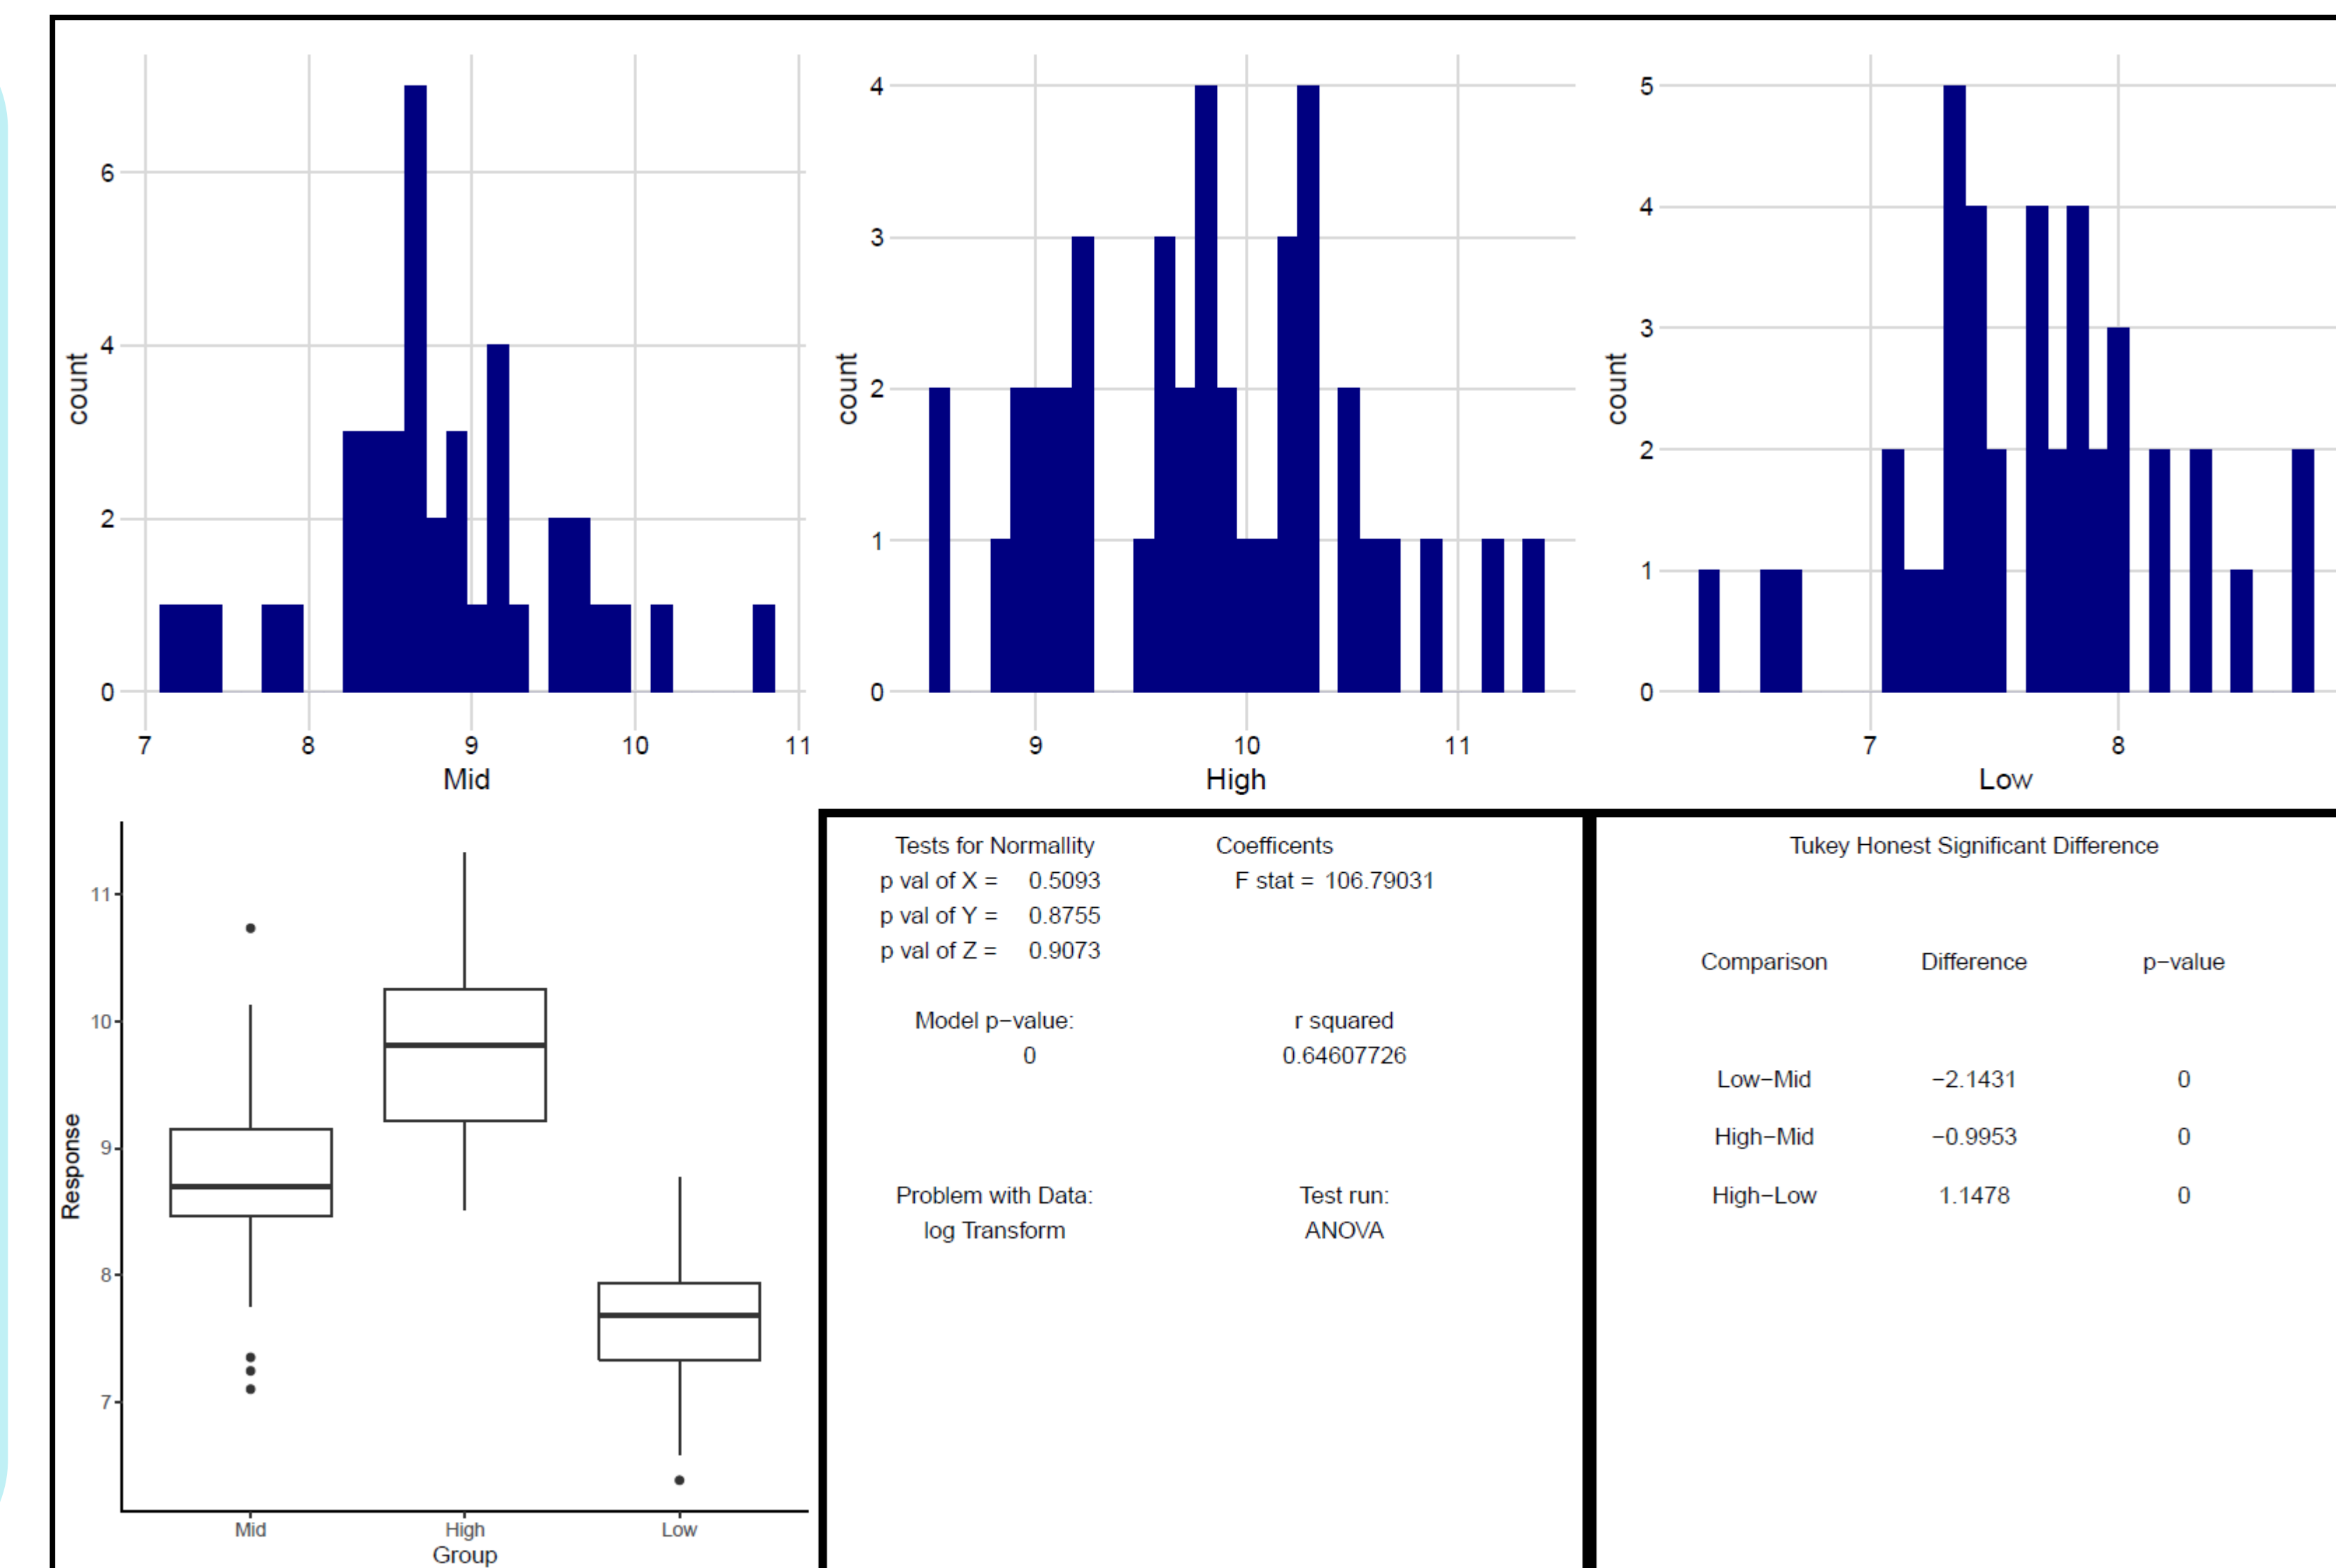 6
4
2
0
count
7 8 9 10 11
Mid
4
3
2
1
0
count
9 10 11
High
5
4
3
2
1
0
count
7 8
Low
11
10
9
8
7
Response
Mid High Low
Group
Tests for Normallity Coefficents
p val of X = 0.5093 F stat = 106.79031
p val of Y = 0.8755
p val of Z = 0.9073
Model p−value: r squared
0 0.64607726
Problem with Data: Test run:
log Transform ANOVA
Tukey Honest Significant Difference
Comparison Difference p−value
Low−Mid −2.1431 0
High−Mid −0.9953 0
High−Low 1.1478 0